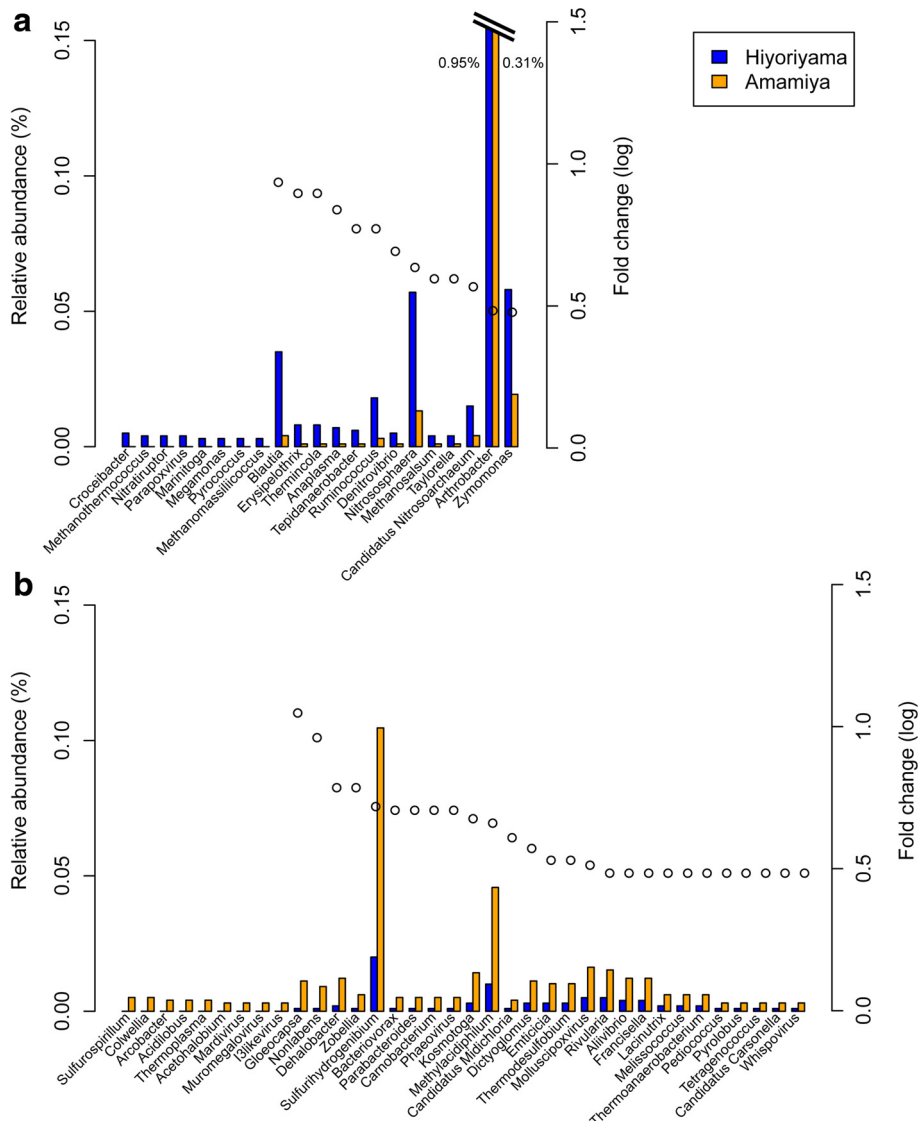 a
Relative abundance (%)
0.15
0.10
0.05
0.00
0.95%
0.31%
1.5
1.0
0.5
0.0
Fold change (log)
Hiyoriyama
Amamiya
Croceibacter
Methanothermococcus
Nitratiruptor
Parapoxvirus
Marinitoga
Megamonas
Pyrococcus
Methanomassiliicoccus
Blautia
Erysipelothrix
Thermincola
Anaplasma
Tepidanaerobacter
Ruminococcus
Denitrovibrio
Nitrososphaera
Methanosalsum
Taylorella
Candidatus Nitrosoarchaeum
Arthrobacter
Zymomonas
b
Relative abundance (%)
0.15
0.10
0.05
0.00
1.5
1.0
0.5
0.0
Fold change (log)
Sulfurospirillum
Colwellia
Arcobacter
Acidilobus
Thermoplasma
Acetohalobium
Mardivirus
Muromegalovirus
I3likevirus
Gloeocapsa
Nonlabens
Dehalobacter
Zobellia
Sulfurihydrogenibium
Bacteriovorax
Parabacteroides
Carnobacterium
Phaeovirus
Kosmotoga
Methylacidiphilum
Candidatus Midichloria
Dictyoglomus
Emticicia
Thermodesulfobium
Molluscipoxvirus
Rivularia
Aliivibrio
Francisella
Lacinutrix
Melissococcus
Thermoanaerobacterium
Pediococcus
Pyrolobus
Tetragenococcus
Candidatus Carsonella
Whispovirus